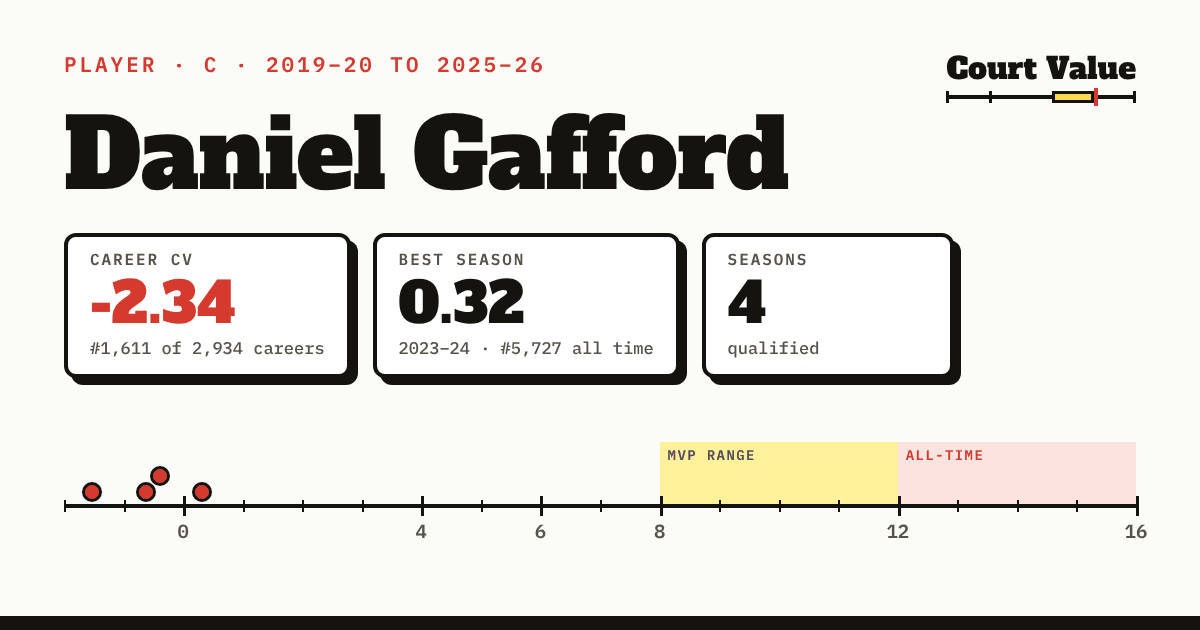 PLAYER · C · 2019–20 TO 2025–26
Court Value
Daniel Gafford
CAREER CV
-2.34
#1,611 of 2,934 careers
BEST SEASON
0.32
2023–24 · #5,727 all time
SEASONS
4
qualified
MVP RANGE
ALL-TIME
0
4
6
8
12
16